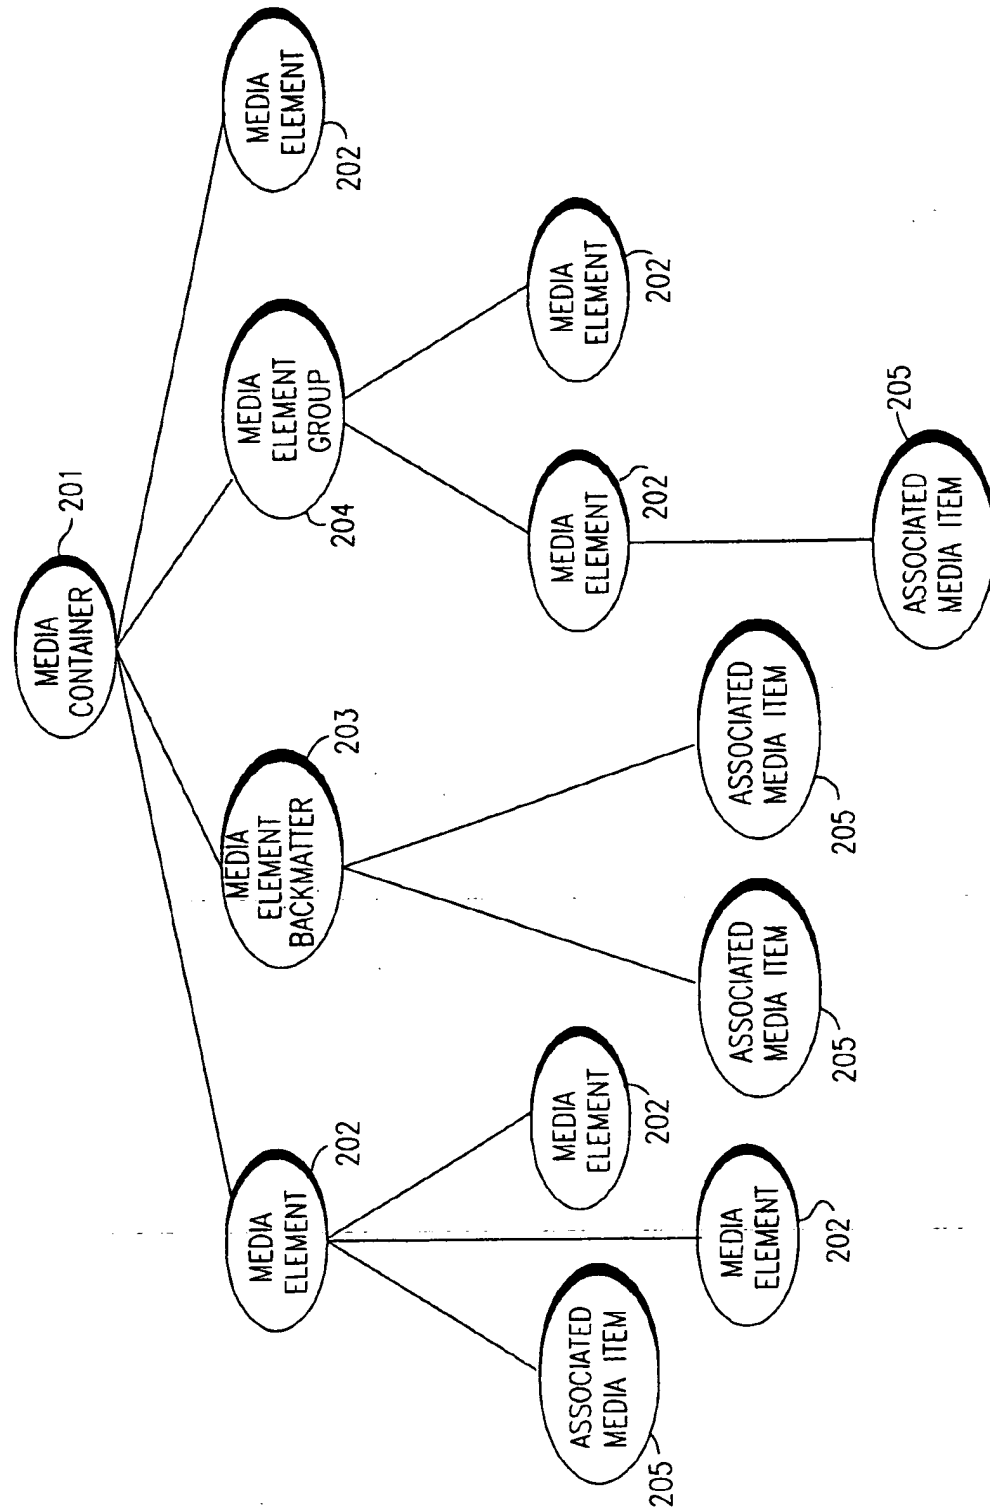 MEDIA
CONTAINER
201
MEDIA
ELEMENT
202
MEDIA
ELEMENT
BACKMATTER
203
MEDIA
ELEMENT
GROUP
204
MEDIA
ELEMENT
202
ASSOCIATED
MEDIA ITEM
205
MEDIA
ELEMENT
202
MEDIA
ELEMENT
202
ASSOCIATED
MEDIA ITEM
205
ASSOCIATED
MEDIA ITEM
205
MEDIA
ELEMENT
202
MEDIA
ELEMENT
202
ASSOCIATED
MEDIA ITEM
205